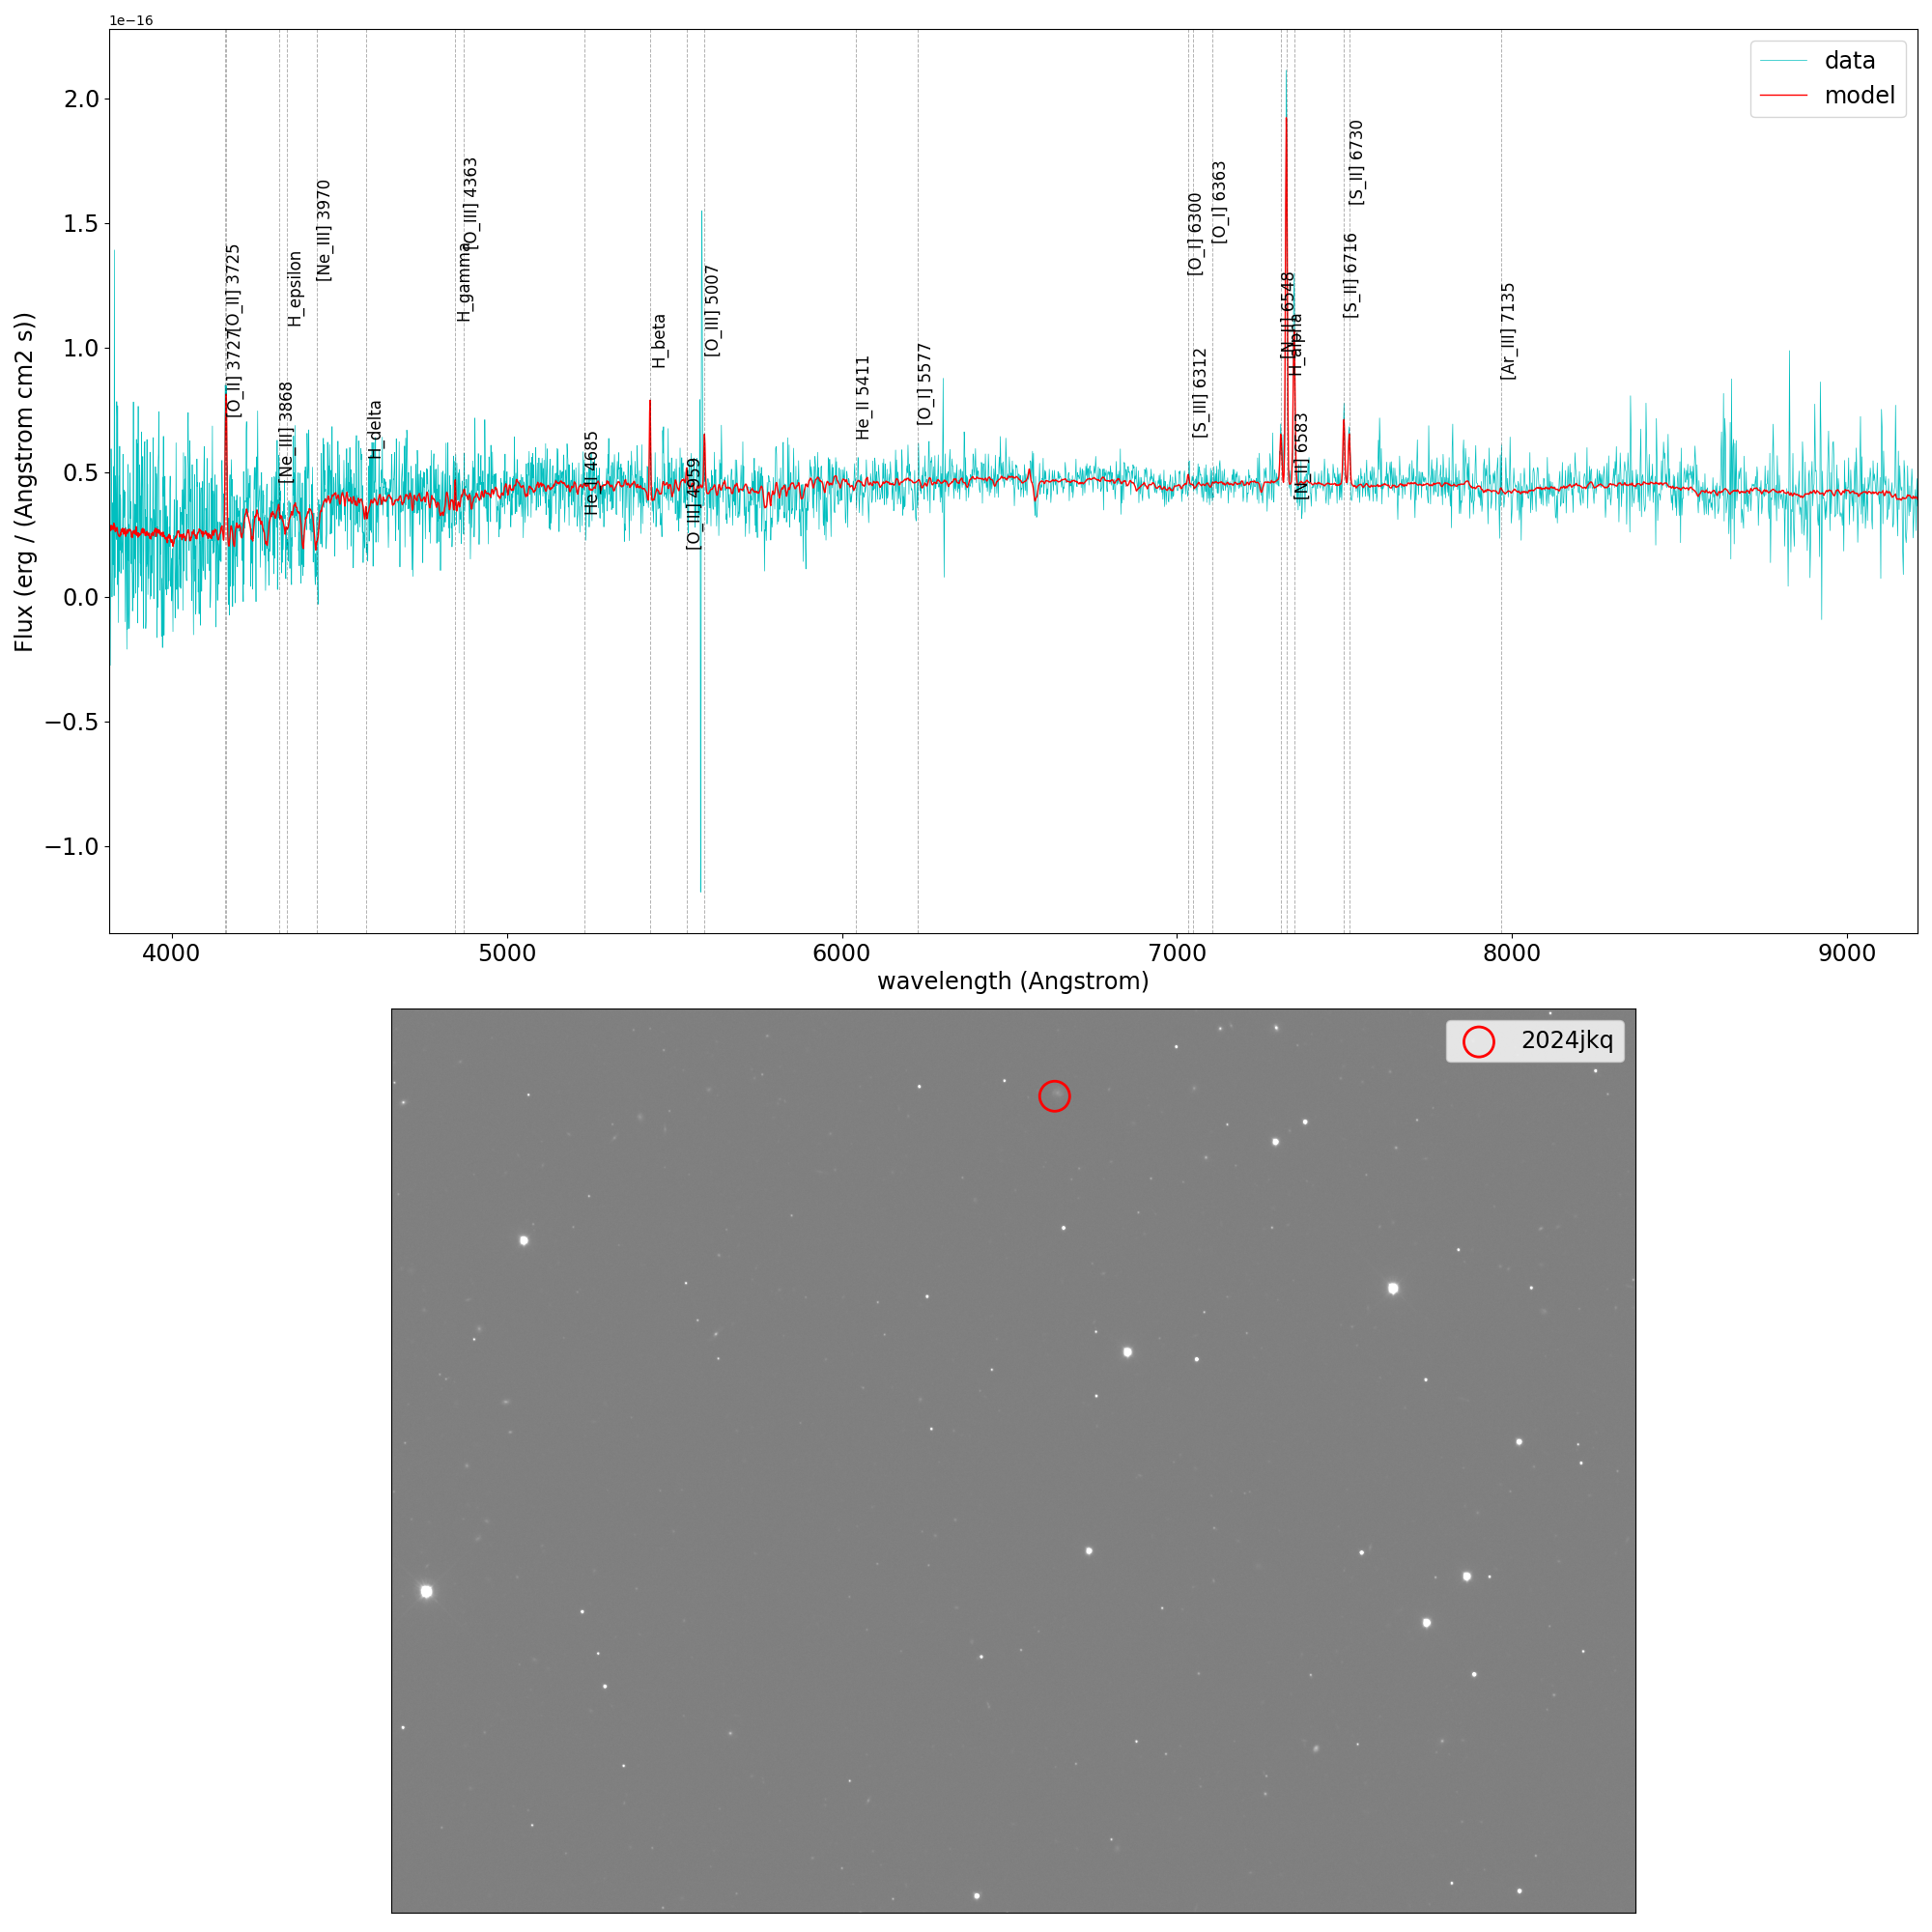 1e−16
data
model
2.0
1.5
1.0
0.5
0.0
−0.5
−1.0
Flux (erg / (Angstrom cm2 s))
[O_II] 3725
[O_II] 3727
[Ne_III] 3868
H_epsilon
[Ne_III] 3970
H_delta
H_gamma
[O_III] 4363
He_II 4685
H_beta
[O_III] 4959
[O_III] 5007
He_II 5411
[O_I] 5577
[O_I] 6300
[S_III] 6312
[O_I] 6363
[N_II] 6548
H_alpha
[N_II] 6583
[S_II] 6716
[S_II] 6730
[Ar_III] 7135
4000 5000 6000 7000 8000 9000
wavelength (Angstrom)
2024jkq